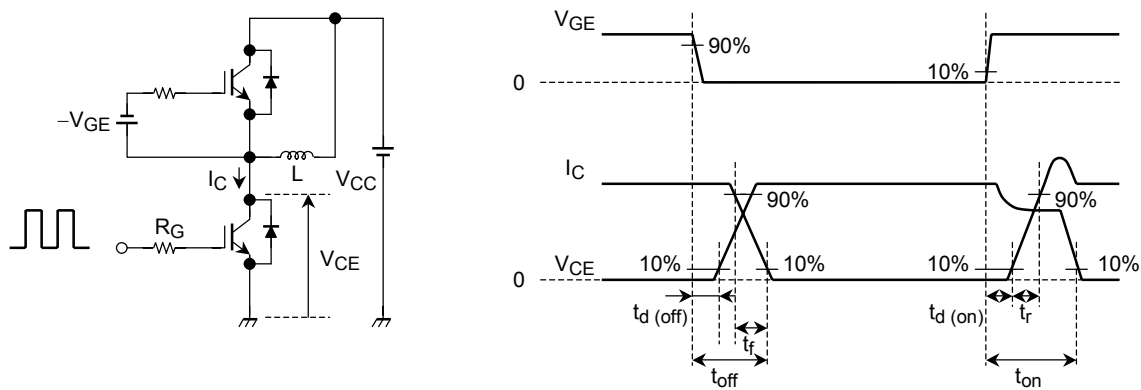 −VGE
IC
L
VCC
RG
VCE
VGE
90%
0
10%
IC
90%
VCE
10%
10%
10%
10%
0
td (off)
tf
toff
td (on)
tr
ton